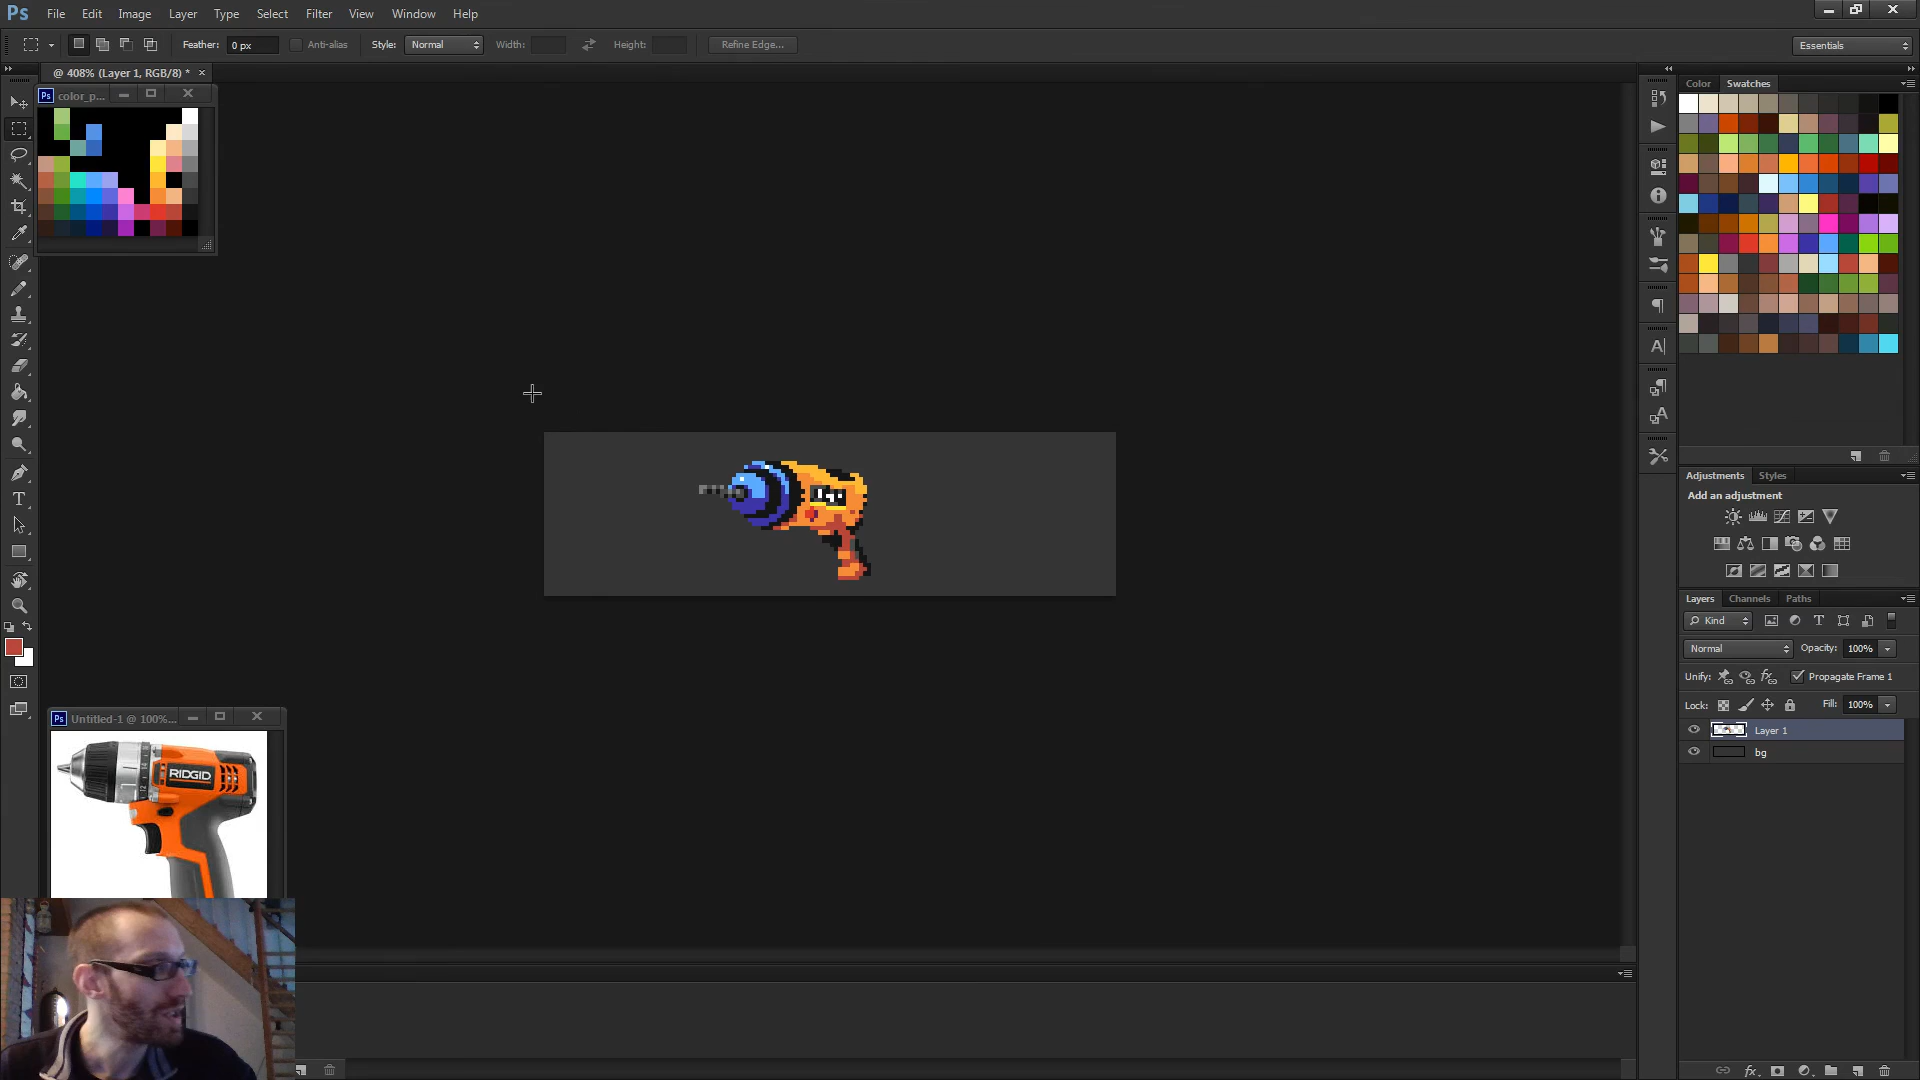 Ps File Edit Image Layer Type Select Filter View Window Help
Feather: 0 px Anti-alias Style: Normal Width: Height: Refine Edge... Essentials
@ 408% (Layer 1, RGB/8) * ×
Ps color_p...
Color Swatches
Adjustments Styles
Add an adjustment
Layers Channels Paths
Kind
Normal Opacity: 100%
Unify: Propagate Frame 1
Lock: Fill: 100%
Layer 1
bg
Ps Untitled-1 @ 100%...
RIDGID